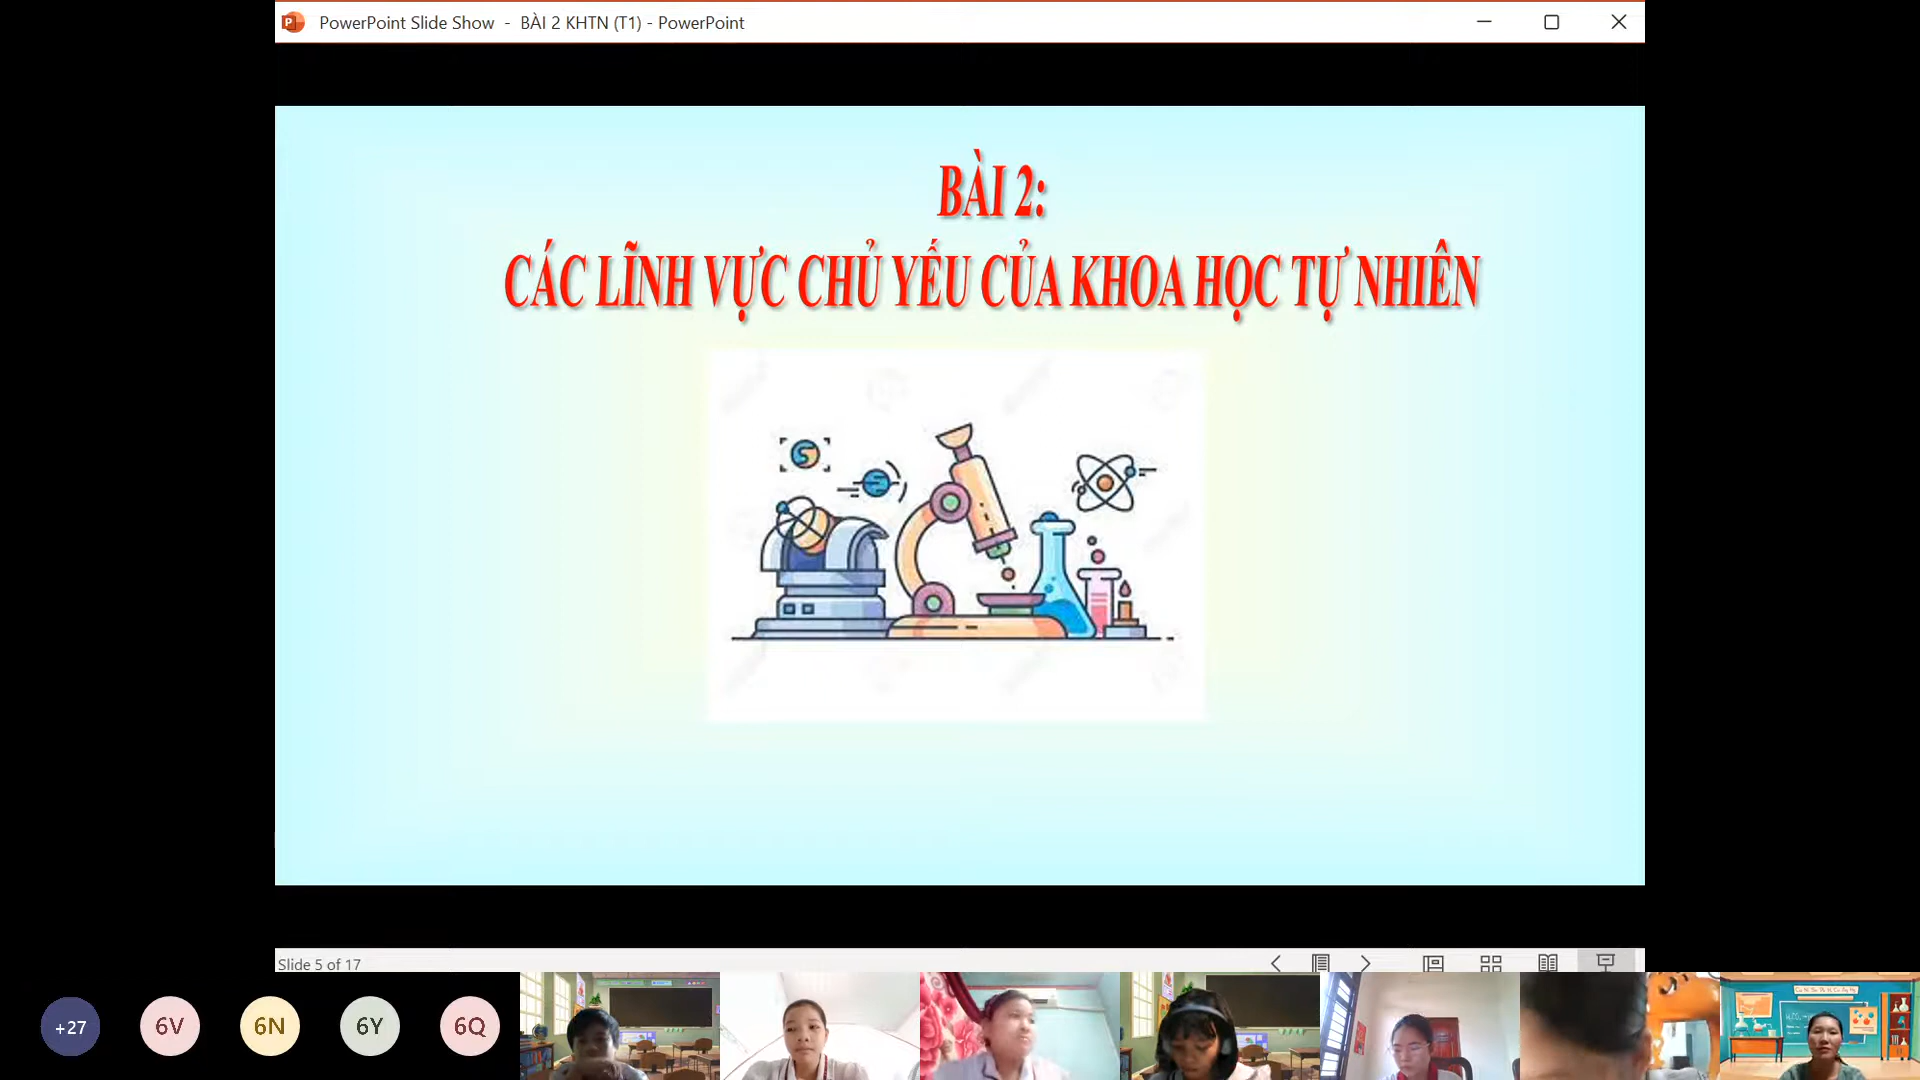 PowerPoint Slide Show - BÀI 2 KHTN (T1) - PowerPoint
BÀI 2:
CÁC LĨNH VỰC CHỦ YẾU CỦA KHOA HỌC TỰ NHIÊN
Slide 5 of 17
+27
6V
6N
6Y
6Q